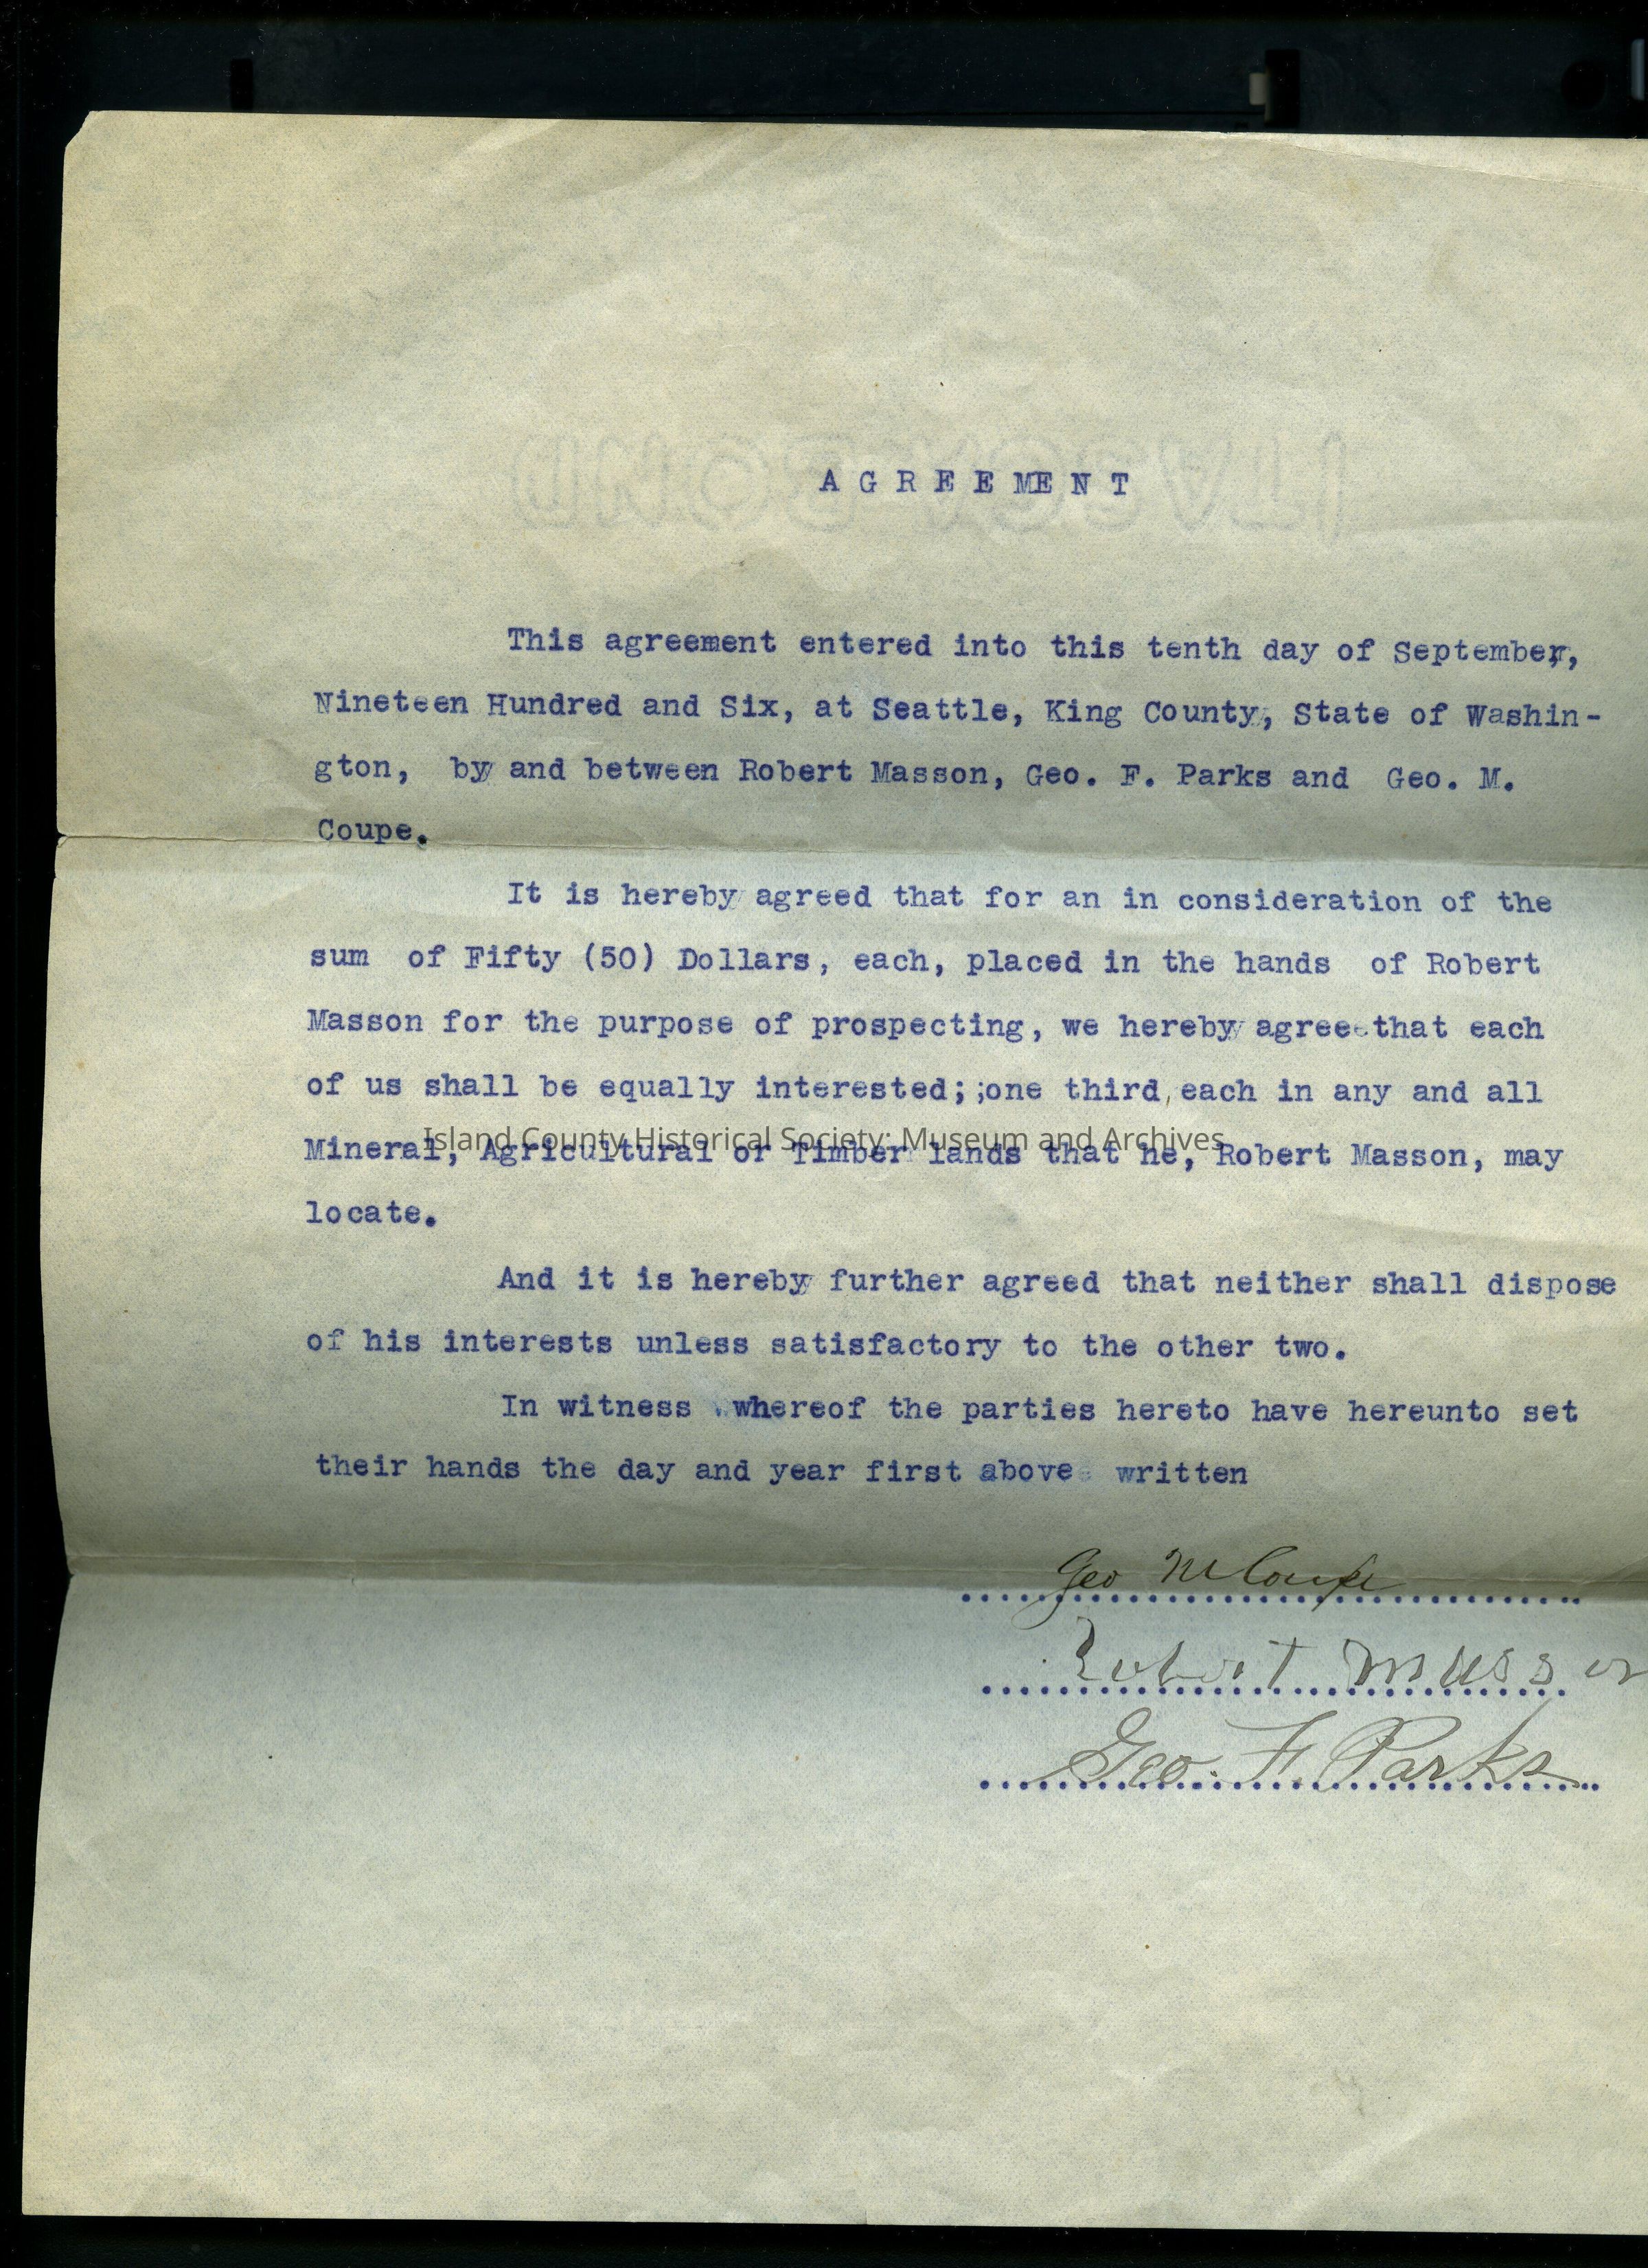 AGREEMENT
This agreement entered into this tenth day of September,
Nineteen Hundred and Six, at Seattle, King County, State of Washin-
gton, by and between Robert Masson, Geo. F. Parks and Geo. M.
Coupe.
It is hereby agreed that for an in consideration of the
sum of Fifty (50) Dollars, each, placed in the hands of Robert
Masson for the purpose of prospecting, we hereby agree that each
of us shall be equally interested; ;one third, each in any and all
Island County Historical Society: Museum and Archives
Mineral, Agricultural or Timber lands that he, Robert Masson, may
locate.
And it is hereby further agreed that neither shall dispose
of his interests unless satisfactory to the other two.
In witness whereof the parties hereto have hereunto set
their hands the day and year first above written
Geo M Coupe
Robert Musson
Geo. F. Parks